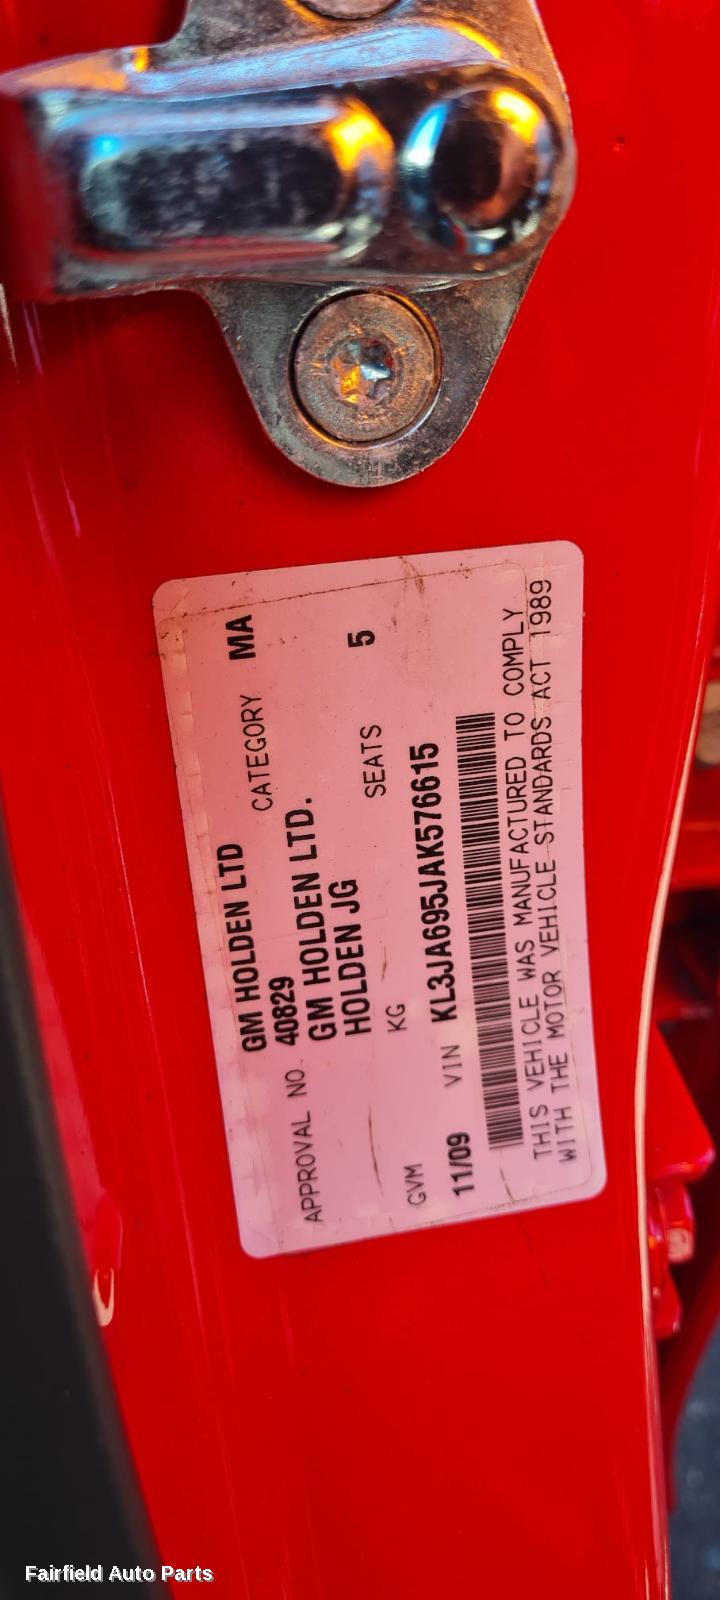 GM HOLDEN LTD
APPROVAL NO. 40829 CATEGORY MA
GM HOLDEN LTD.
HOLDEN JG
GVM KG SEATS 5
11/09 VIN KL3JA695JAK576615
THIS VEHICLE WAS MANUFACTURED TO COMPLY
WITH THE MOTOR VEHICLE STANDARDS ACT 1989
Fairfield Auto Parts